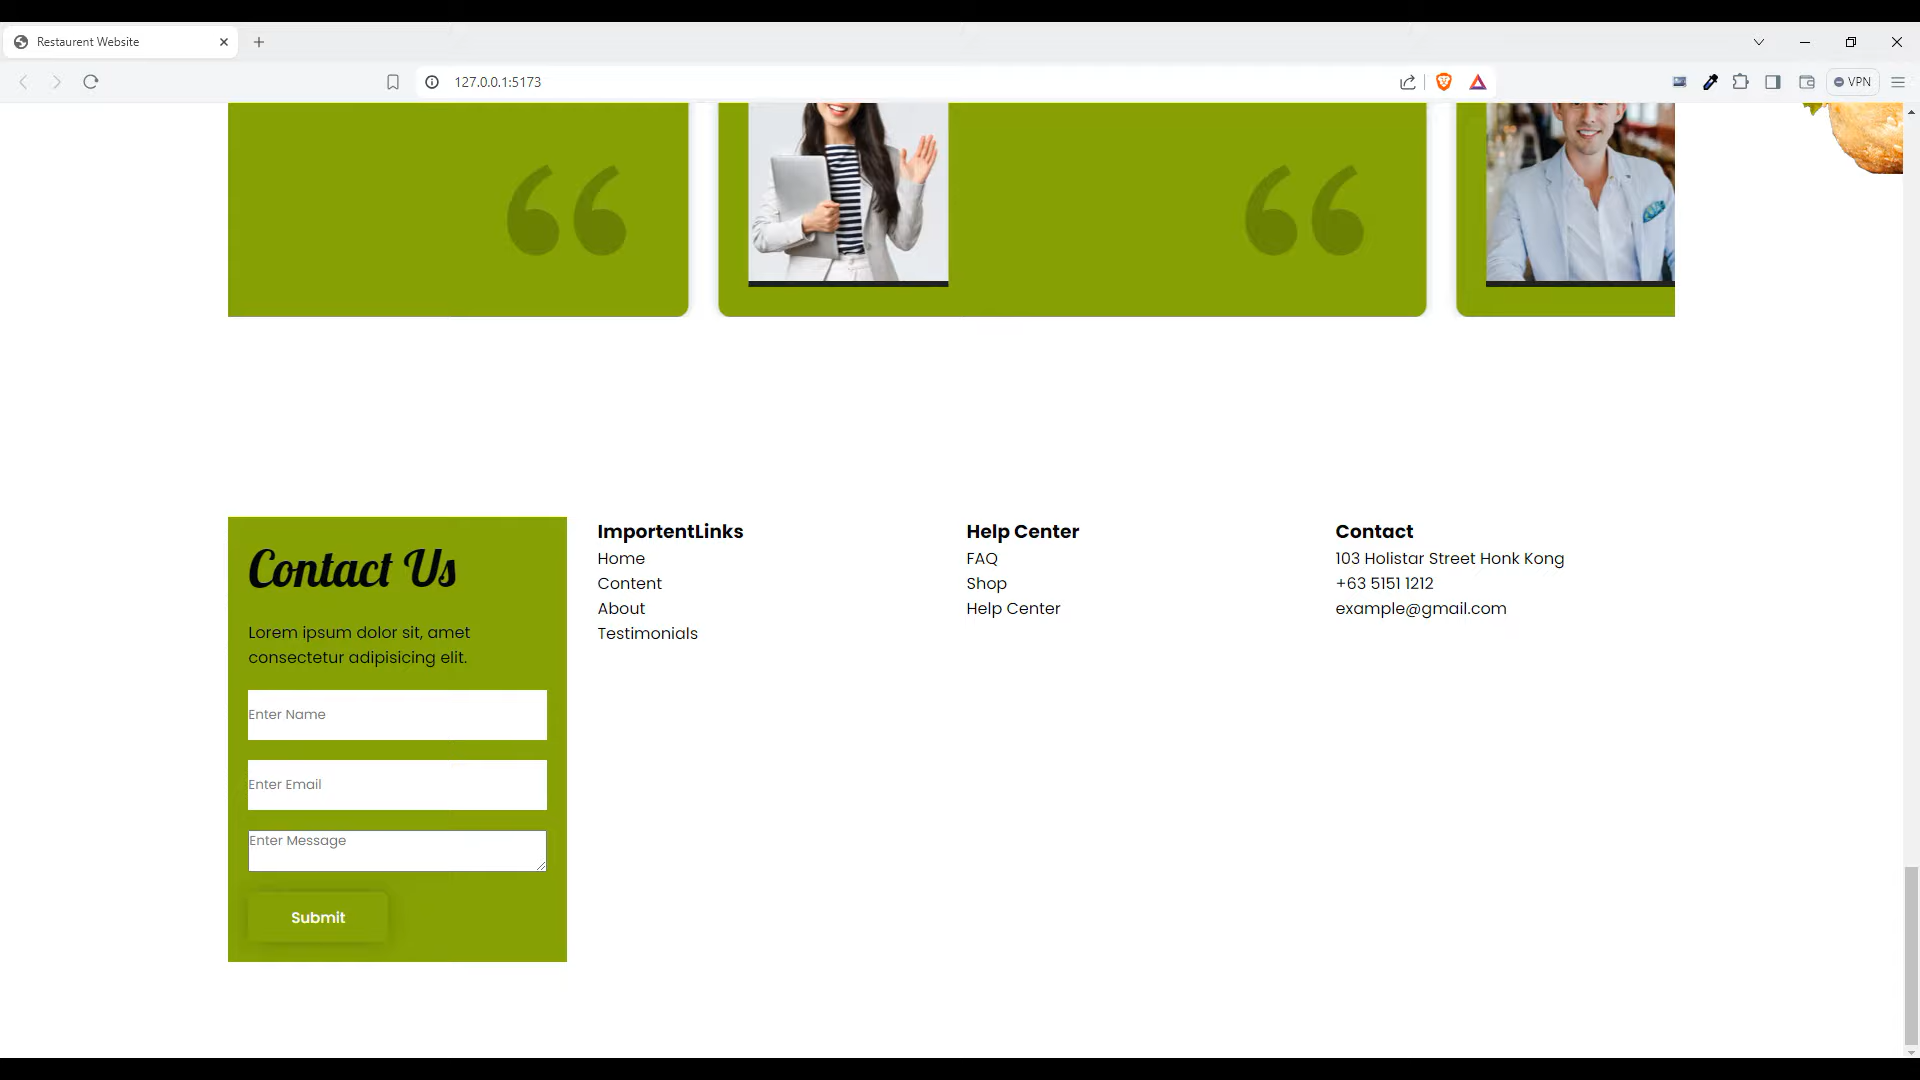 Restaurent Website
127.0.0.1:5173
VPN
Contact Us
Lorem ipsum dolor sit, amet
consectetur adipisicing elit.
Enter Name
Enter Email
Enter Message
Submit
ImportentLinks
Home
Content
About
Testimonials
Help Center
FAQ
Shop
Help Center
Contact
103 Holistar Street Honk Kong
+63 5151 1212
example@gmail.com